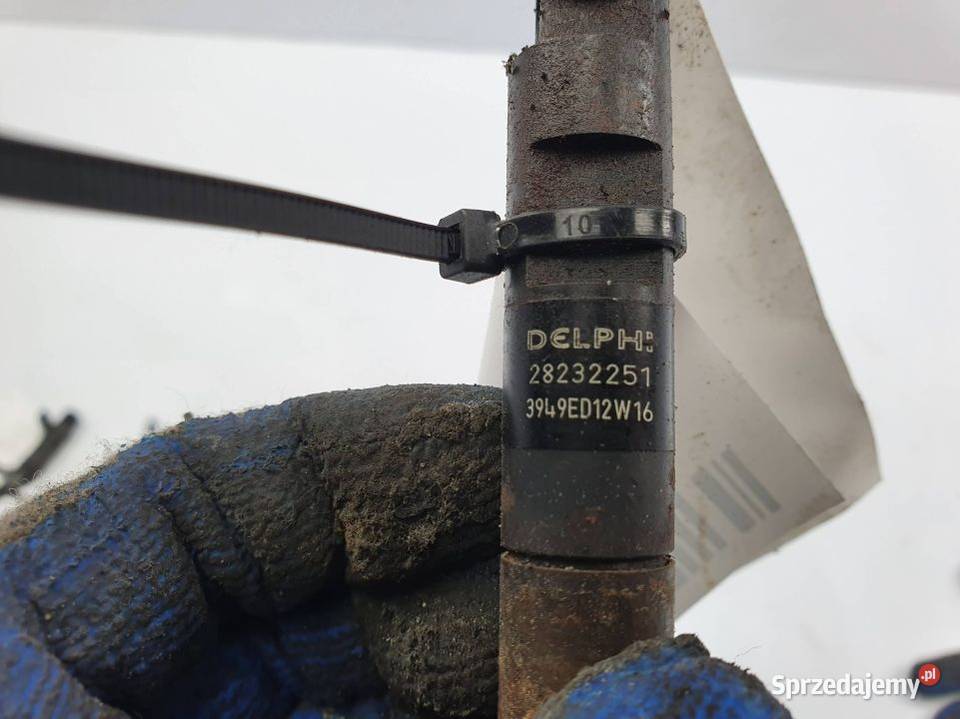 10
DELPHI
28232251
3949ED12W16
Sprzedajemy.pl